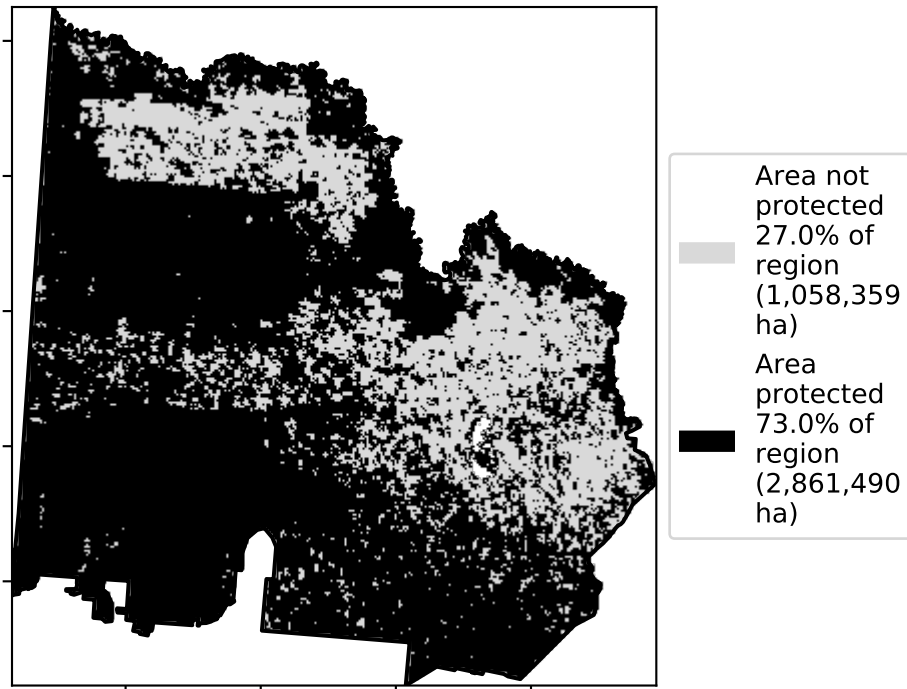 Area not
protected
27.0% of
region
(1,058,359
ha)
Area
protected
73.0% of
region
(2,861,490
ha)